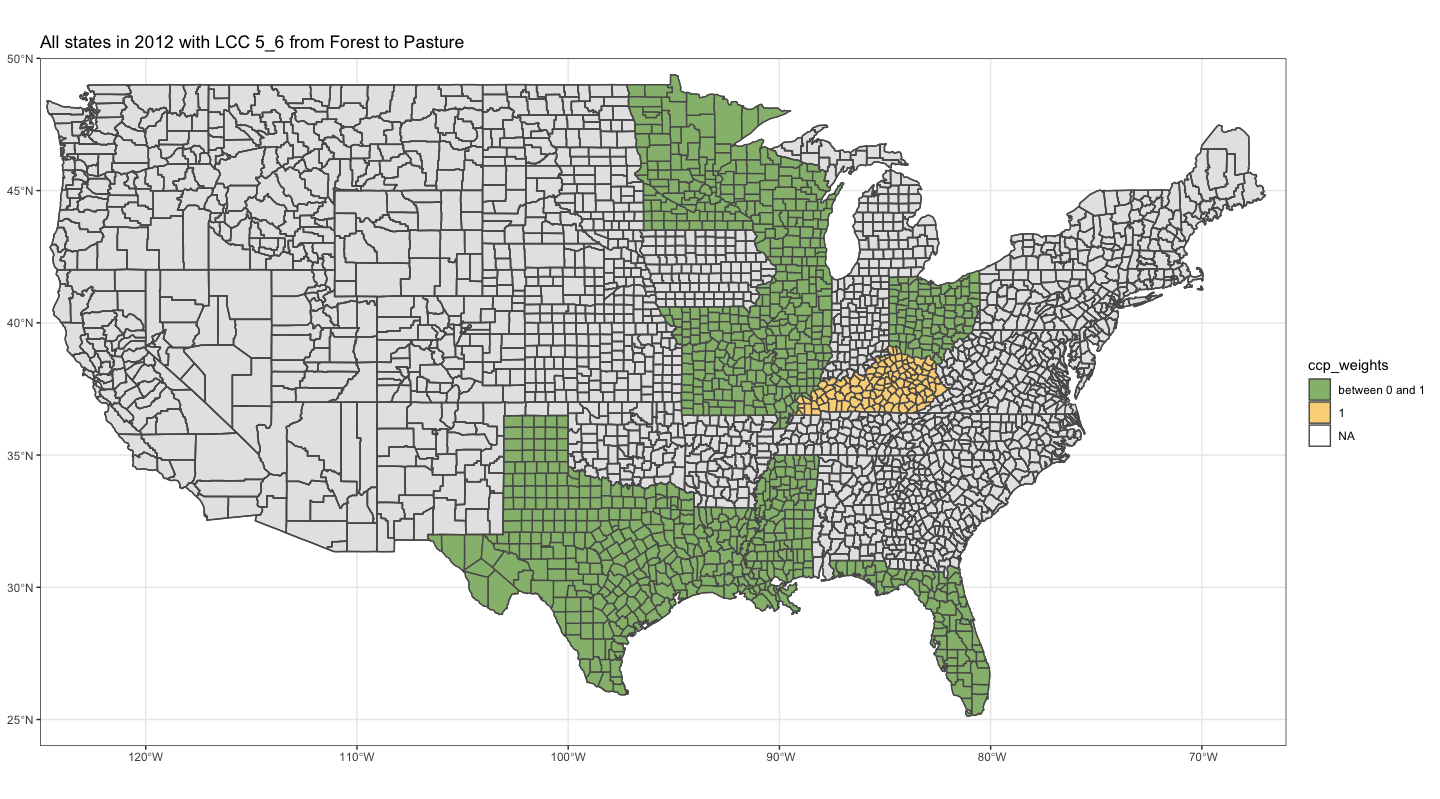 All states in 2012 with LCC 5_6 from Forest to Pasture
50°N
45°N
40°N
35°N
30°N
25°N
120°W
110°W
100°W
90°W
80°W
70°W
ccp_weights
between 0 and 1
1
NA